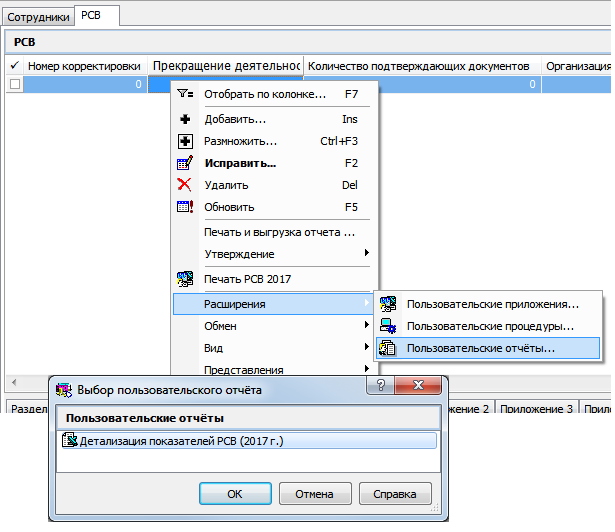 Сотрудники РСВ
РСВ
Номер корректировки Прекращение деятельнос Количество подтверждающих документов Организация
0 0
Отобрать по колонке... F7
Добавить... Ins
Размножить... Ctrl+F3
Исправить... F2
Удалить Del
Обновить F5
Печать и выгрузка отчета ...
Утверждение
Печать РСВ 2017
Расширения
Обмен
Вид
Представления
Пользовательские приложения...
Пользовательские процедуры...
Пользовательские отчёты...
Раздел жение 2 Приложение 3 Прило
Выбор пользовательского отчёта
Пользовательские отчёты
Детализация показателей РСВ (2017 г.)
ОК Отмена Справка